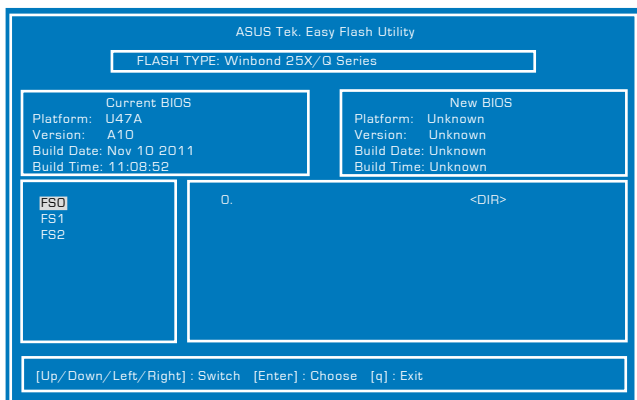 ASUS Tek. Easy Flash Utility
FLASH TYPE: Winbond 25X/Q Series
Current BIOS
Platform: U47A
Version: A10
Build Date: Nov 10 2011
Build Time: 11:08:52
New BIOS
Platform: Unknown
Version: Unknown
Build Date: Unknown
Build Time: Unknown
FS0
FS1
FS2
0. <DIR>
[Up/Down/Left/Right] : Switch [Enter] : Choose [q] : Exit